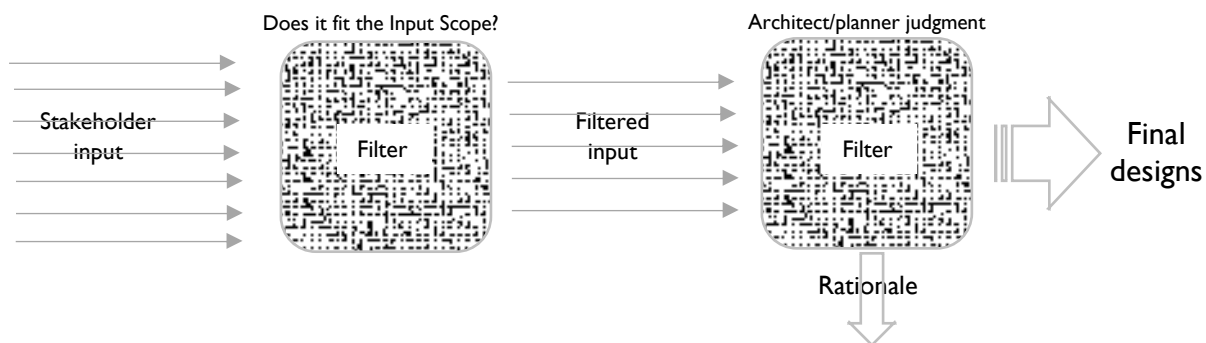 Does it fit the Input Scope?
Architect/planner judgment
Stakeholder
input
Filter
Filtered
input
Filter
Final
designs
Rationale